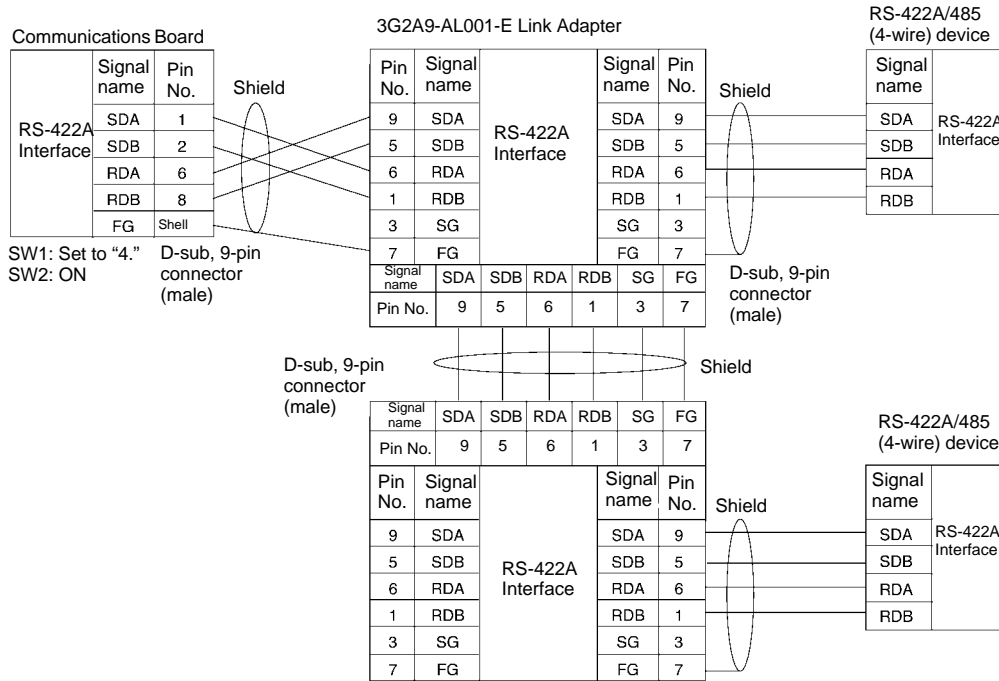 3G2A9-AL001-E Link Adapter
RS-422A/485
(4-wire) device
Communications Board
Signal name Pin No.
Shield
RS-422A Interface
SDA 1
SDB 2
RDA 6
RDB 8
FG Shell
SW1: Set to “4.”
SW2: ON
D-sub, 9-pin
connector
(male)
Pin No. Signal name
9 SDA
5 SDB
6 RDA
1 RDB
3 SG
7 FG
RS-422A
Interface
Signal name Pin No.
SDA 9
SDB 5
RDA 6
RDB 1
SG 3
FG 7
Signal name SDA SDB RDA RDB SG FG
Pin No. 9 5 6 1 3 7
Shield
D-sub, 9-pin
connector
(male)
Signal name
SDA
SDB
RDA
RDB
RS-422A
Interface
D-sub, 9-pin
connector
(male)
Shield
Signal name SDA SDB RDA RDB SG FG
Pin No. 9 5 6 1 3 7
Pin No. Signal name
9 SDA
5 SDB
6 RDA
1 RDB
3 SG
7 FG
RS-422A
Interface
Signal name Pin No.
SDA 9
SDB 5
RDA 6
RDB 1
SG 3
FG 7
Shield
RS-422A/485
(4-wire) device
Signal name
SDA
SDB
RDA
RDB
RS-422A
Interface